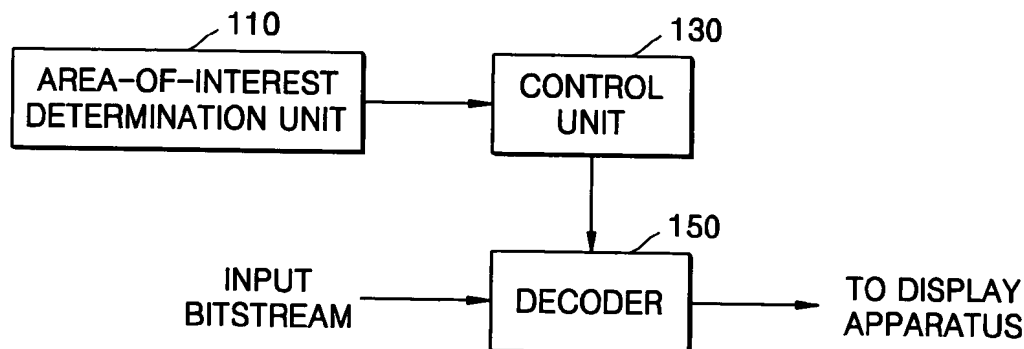 110
AREA-OF-INTEREST
DETERMINATION UNIT
130
CONTROL
UNIT
150
INPUT
BITSTREAM
DECODER
TO DISPLAY
APPARATUS